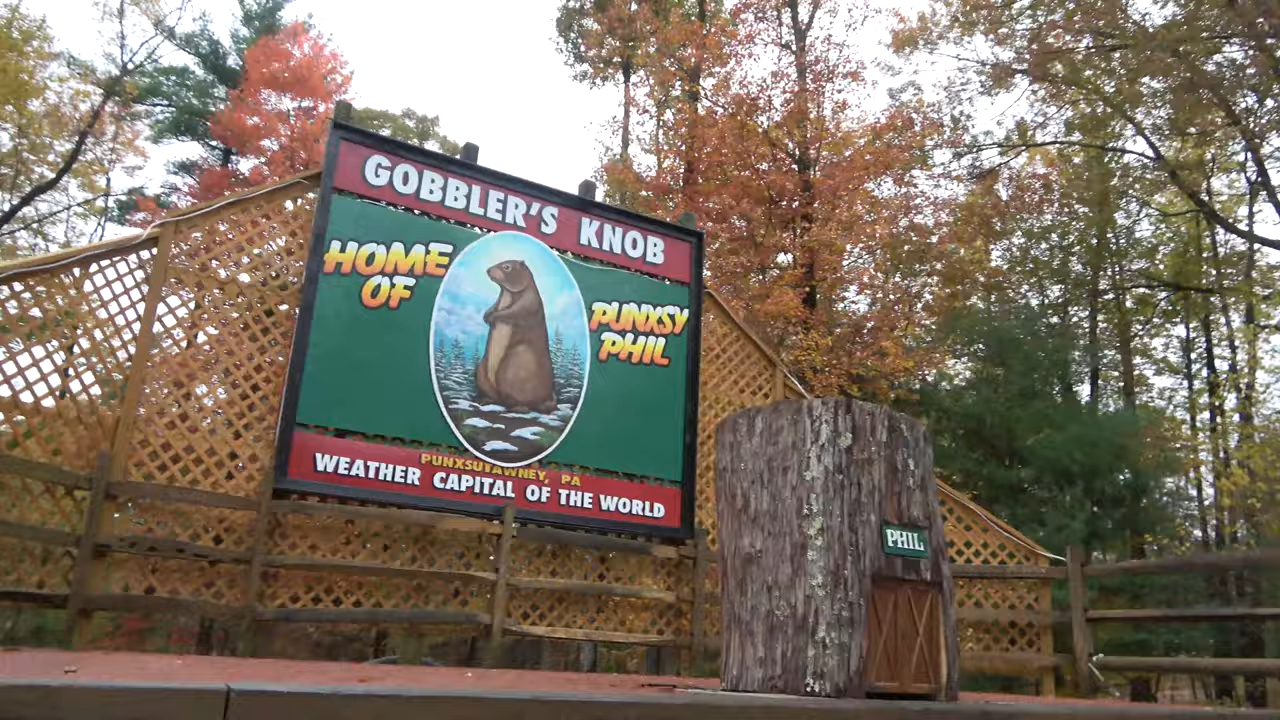 GOBBLER'S KNOB
HOME
OF
PUNXSY
PHIL
PUNXSUTAWNEY, PA
WEATHER CAPITAL OF THE WORLD
PHIL